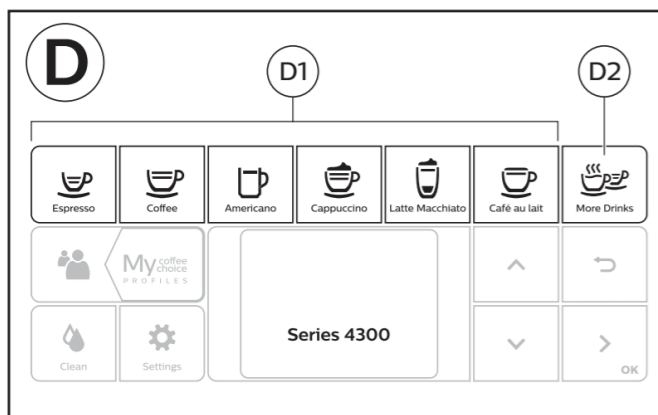 D
D1
D2
Espresso
Coffee
Americano
Cappuccino
Latte Macchiato
Café au lait
More Drinks
My coffee choice
PROFILES
Series 4300
Clean
Settings
OK